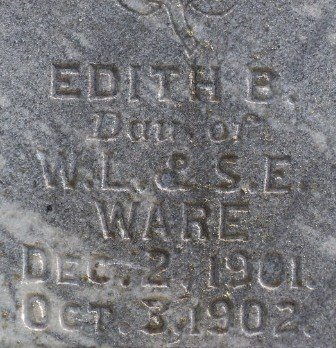 EDITH B.
Dau. of
W.L. & S.E.
WARE
DEC. 2, 1901.
OCT. 3, 1902.